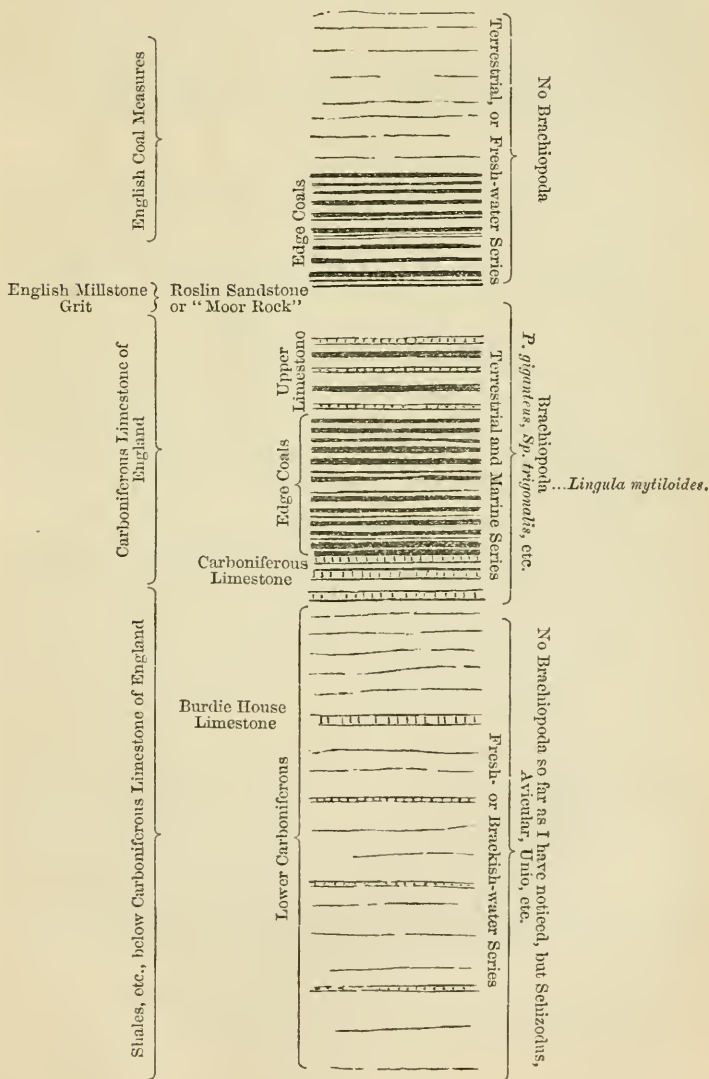 English Coal Measures
Edge Coals
Terrestrial, or Fresh-water Series
No Brachiopoda
English Millstone
Grit
Roslin Sandstone
or "Moor Rock"
Carboniferous Limestone of
England
Upper
Limestono
Edge Coals
Carboniferous
Limestone
Terrestrial and Marine Series
Brachiopoda
P. giganteus, Sp. trigonalis, etc.
...Lingula mytiloides.
Shales, etc., below Carboniferous Limestone of England
Burdie House
Limestone
Lower Carboniferous
Fresh- or Brackish-water Series
No Brachiopoda so far as I have noticed, but Schizodus,
Avicular, Unio, etc.